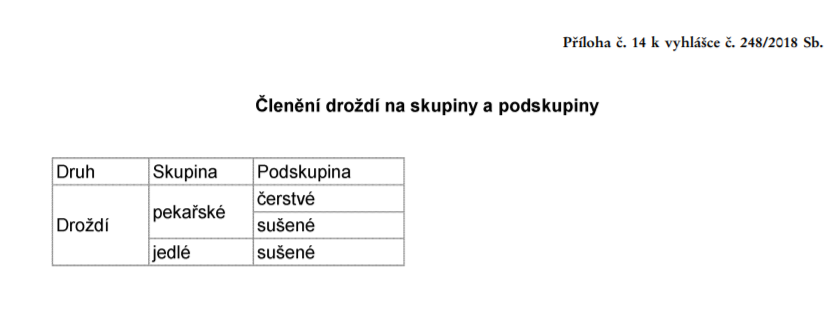 Příloha č. 14 k vyhlášce č. 248/2018 Sb.
Členění droždí na skupiny a podskupiny
Druh Skupina Podskupina
Droždí pekařské čerstvé
sušené
jedlé sušené